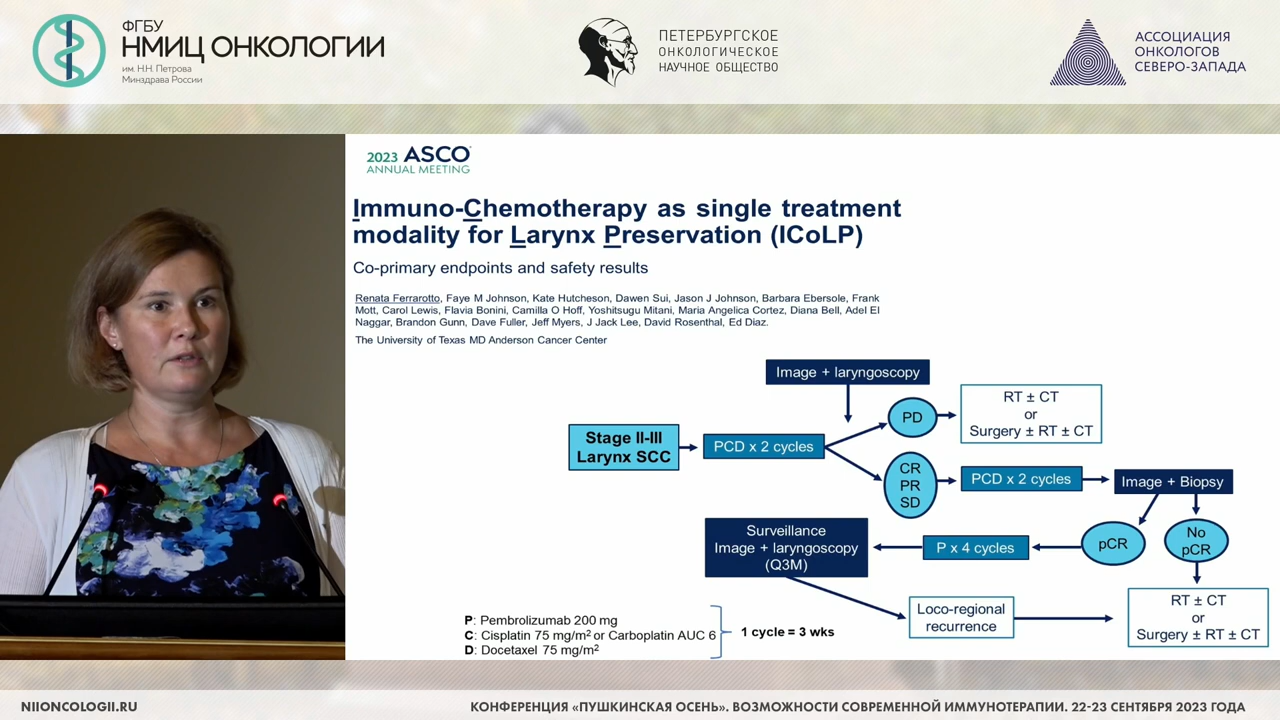 ФГБУ
НМИЦ ОНКОЛОГИИ
им. Н.Н. Петрова
Минздрава России
ПЕТЕРБУРГСКОЕ
ОНКОЛОГИЧЕСКОЕ
НАУЧНОЕ ОБЩЕСТВО
АССОЦИАЦИЯ
ОНКОЛОГОВ
СЕВЕРО-ЗАПАДА
2023 ASCO
ANNUAL MEETING
Immuno-Chemotherapy as single treatment
modality for Larynx Preservation (ICoLP)
Co-primary endpoints and safety results
Renata Ferrarotto, Faye M Johnson, Kate Hutcheson, Dawen Sui, Jason J Johnson, Barbara Ebersole, Frank
Mott, Carol Lewis, Flavia Bonini, Camilla O Hoff, Yoshitsugu Mitani, Maria Angelica Cortez, Diana Bell, Adel El
Naggar, Brandon Gunn, Dave Fuller, Jeff Myers, J Jack Lee, David Rosenthal, Ed Diaz.
The University of Texas MD Anderson Cancer Center
Image + laryngoscopy
Stage II-III
Larynx SCC
PCD x 2 cycles
PD
RT ± CT
or
Surgery ± RT ± CT
CR
PR
SD
PCD x 2 cycles
Image + Biopsy
pCR
No
pCR
P x 4 cycles
Surveillance
Image + laryngoscopy
(Q3M)
Loco-regional
recurrence
RT ± CT
or
Surgery ± RT ± CT
P: Pembrolizumab 200 mg
C: Cisplatin 75 mg/m² or Carboplatin AUC 6
D: Docetaxel 75 mg/m²
1 cycle = 3 wks
NIIONCOLOGII.RU
КОНФЕРЕНЦИЯ «ПУШКИНСКАЯ ОСЕНЬ». ВОЗМОЖНОСТИ СОВРЕМЕННОЙ ИММУНОТЕРАПИИ. 22-23 СЕНТЯБРЯ 2023 ГОДА